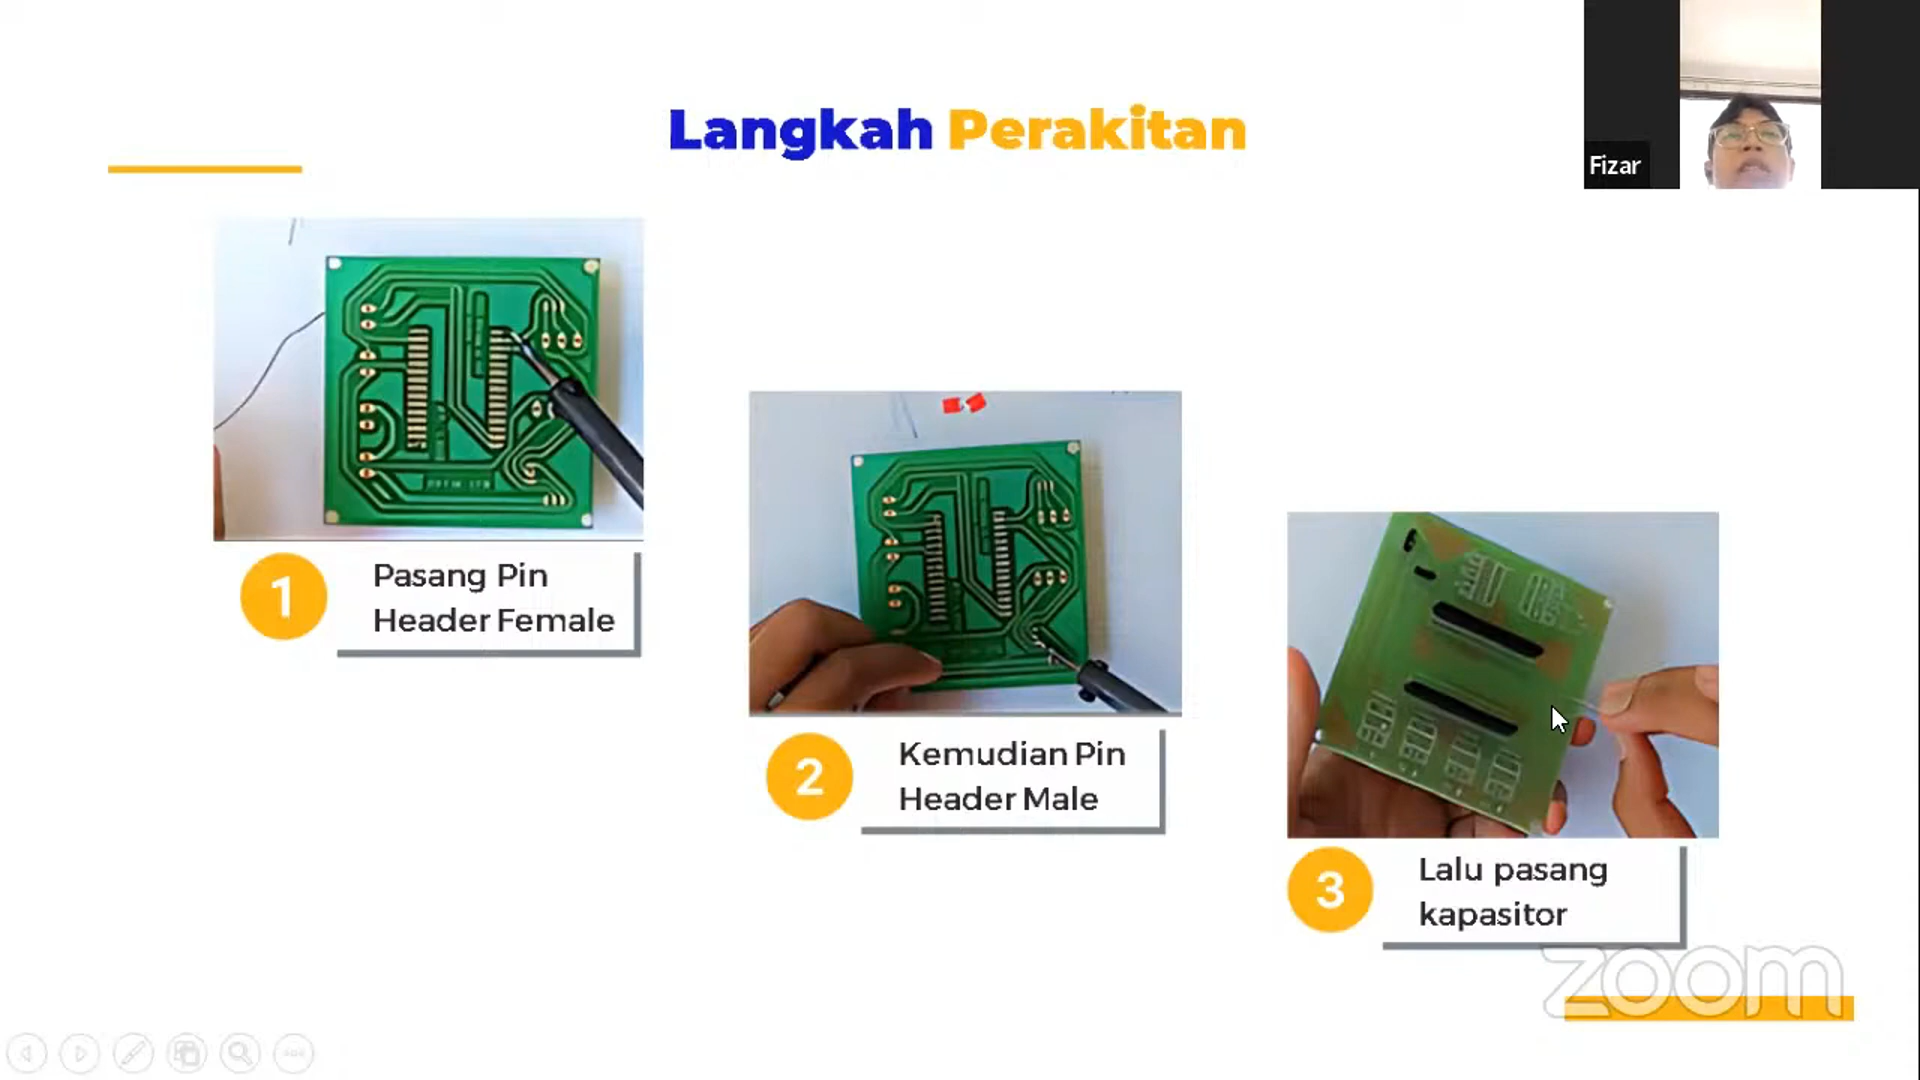 Langkah Perakitan
Fizar
1
Pasang Pin
Header Female
2
Kemudian Pin
Header Male
3
Lalu pasang
kapasitor
zoom